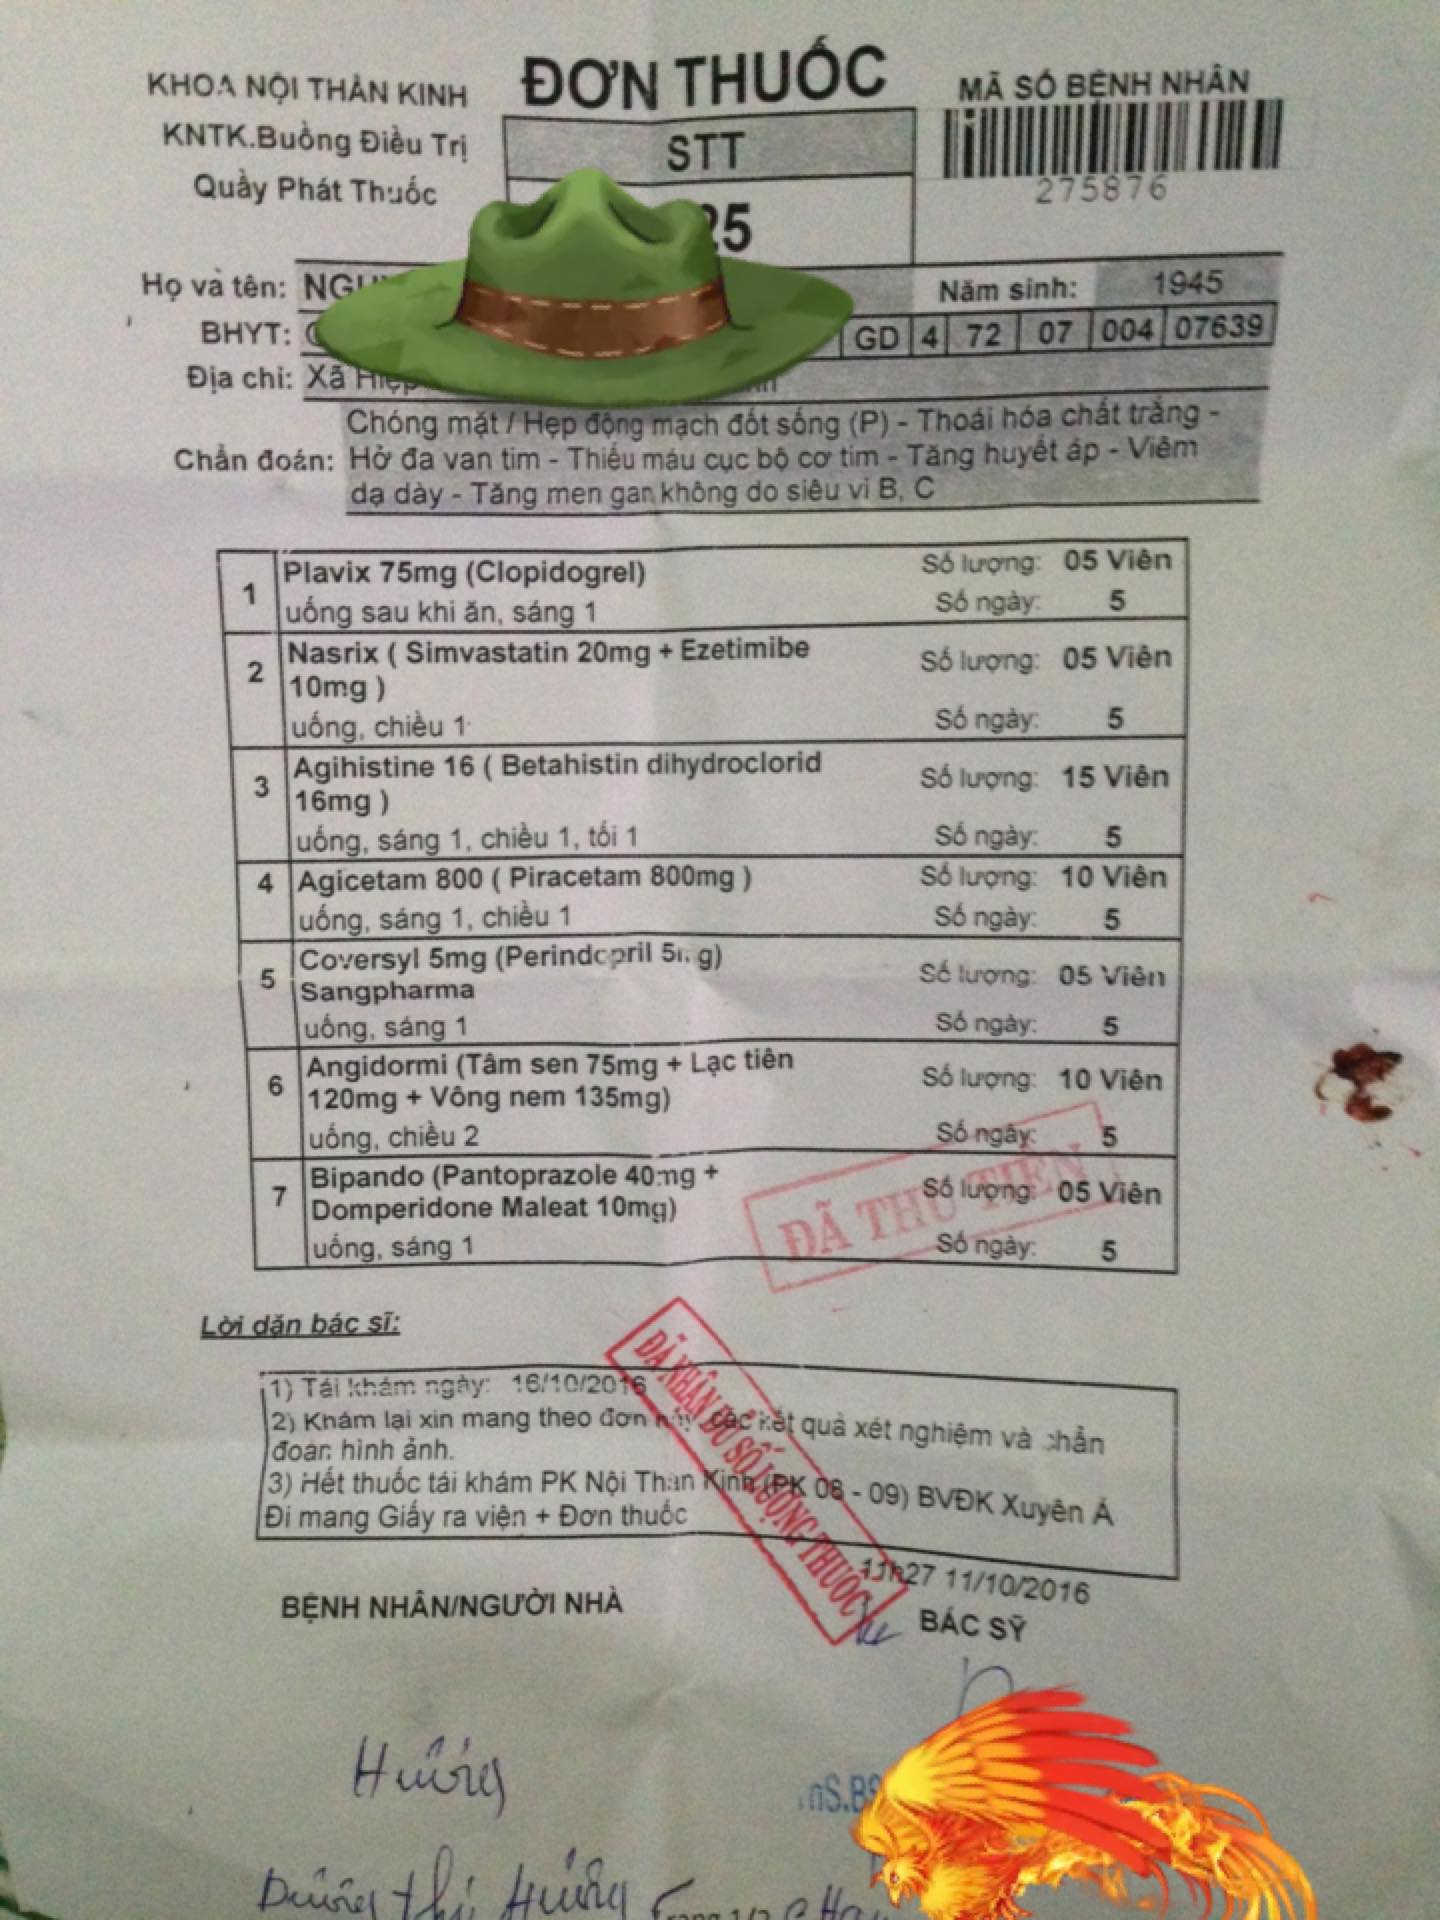 KHOA NỘI THẦN KINH
KNTK.Buồng Điều Trị
Quầy Phát Thuốc
ĐƠN THUỐC
STT
25
MÃ SỐ BỆNH NHÂN
275876
Họ và tên:
Năm sinh: 1945
BHYT: GD 4 72 07 004 07639
Địa chỉ: Xã
Chẩn đoán: Chóng mặt / Hẹp động mạch đốt sống (P) - Thoái hóa chất trắng -
Hở đa van tim - Thiếu máu cục bộ cơ tim - Tăng huyết áp - Viêm
dạ dày - Tăng men gan không do siêu vi B, C
1 Plavix 75mg (Clopidogrel) Số lượng: 05 Viên
uống sau khi ăn, sáng 1 Số ngày: 5
2 Nasrix ( Simvastatin 20mg + Ezetimibe Số lượng: 05 Viên
10mg )
uống, chiều 1 Số ngày: 5
3 Agihistine 16 ( Betahistin dihydroclorid Số lượng: 15 Viên
16mg )
uống, sáng 1, chiều 1, tối 1 Số ngày: 5
4 Agicetam 800 ( Piracetam 800mg ) Số lượng: 10 Viên
uống, sáng 1, chiều 1 Số ngày: 5
5 Coversyl 5mg (Perindopril 5mg) Số lượng: 05 Viên
Sangpharma
uống, sáng 1 Số ngày: 5
6 Angidormi (Tâm sen 75mg + Lạc tiên Số lượng: 10 Viên
120mg + Vông nem 135mg)
uống, chiều 2 Số ngày: 5
7 Bipando (Pantoprazole 40mg + Số lượng: 05 Viên
Domperidone Maleat 10mg)
uống, sáng 1 Số ngày: 5
ĐÃ THU TIỀN
Lời dặn bác sĩ:
1) Tái khám ngày: 16/10/2016
2) Khám lại xin mang theo đơn này, các kết quả xét nghiệm và chẩn
đoán hình ảnh.
3) Hết thuốc tái khám PK Nội Thần Kinh (PK 08 - 09) BVĐK Xuyên Á
Đi mang Giấy ra viện + Đơn thuốc
ĐÃ NHẬN ĐỦ SỐ LƯỢNG THUỐC
11h27 11/10/2016
BỆNH NHÂN/NGƯỜI NHÀ
BÁC SỸ
Hường
Dương thị Hường
Trang 1/2